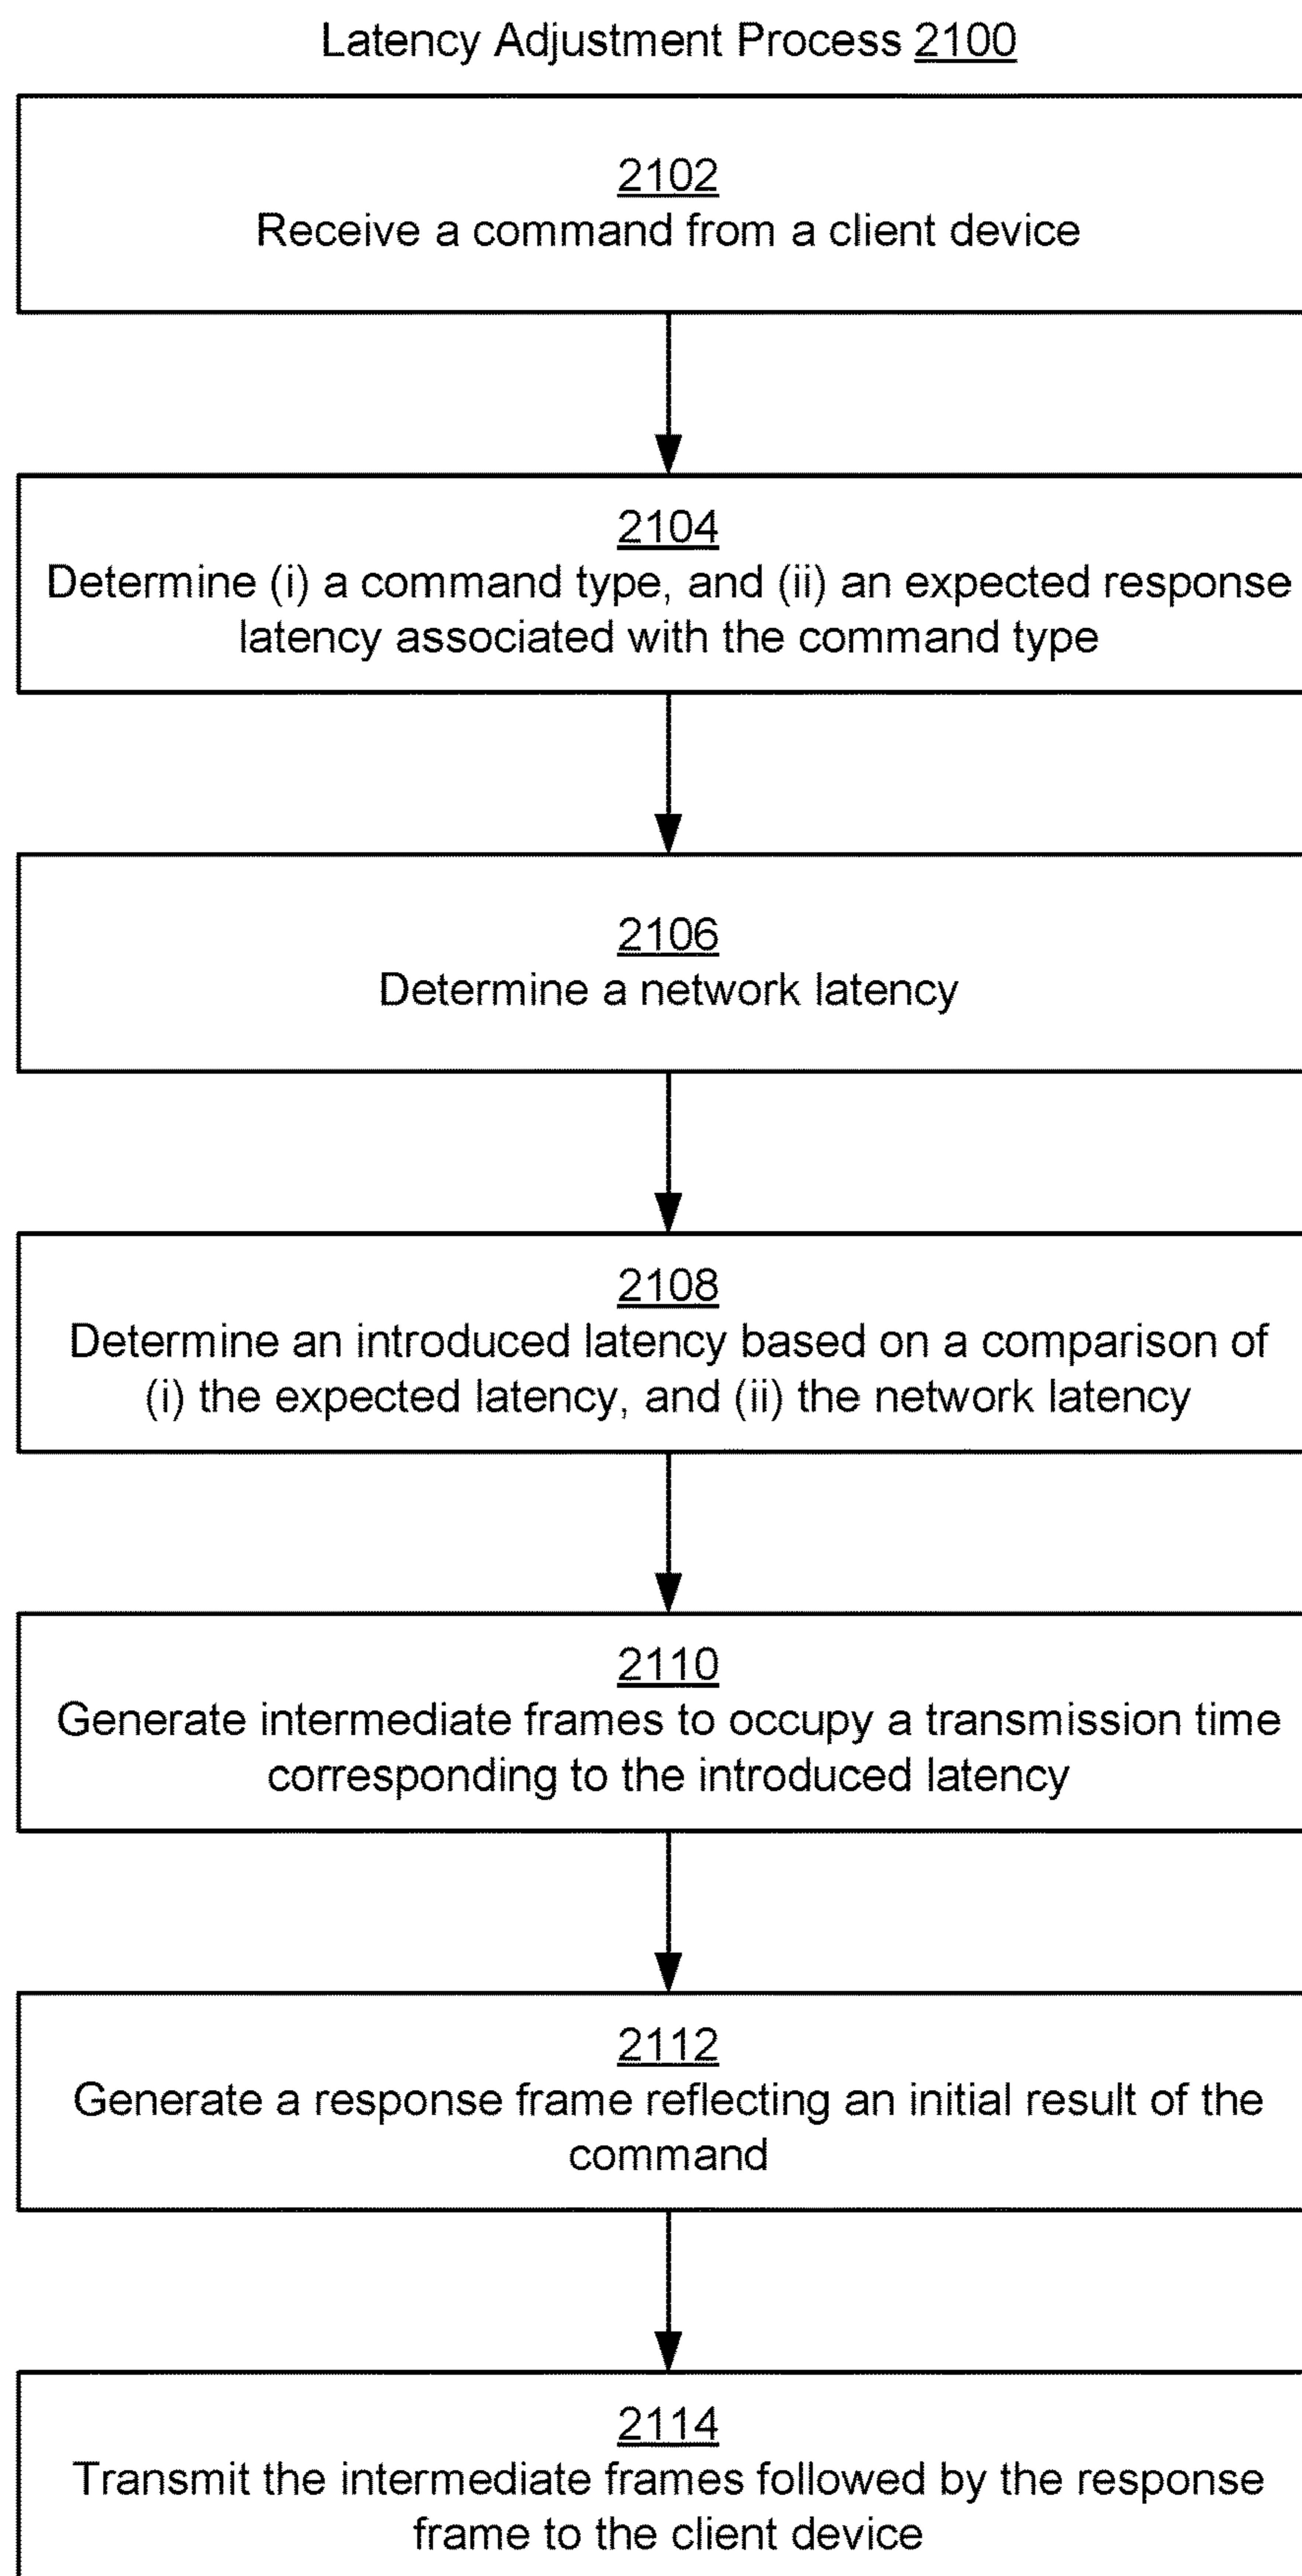 Latency Adjustment Process 2100
2102
Receive a command from a client device
2104
Determine (i) a command type, and (ii) an expected response
latency associated with the command type
2106
Determine a network latency
2108
Determine an introduced latency based on a comparison of
(i) the expected latency, and (ii) the network latency
2110
Generate intermediate frames to occupy a transmission time
corresponding to the introduced latency
2112
Generate a response frame reflecting an initial result of the
command
2114
Transmit the intermediate frames followed by the response
frame to the client device